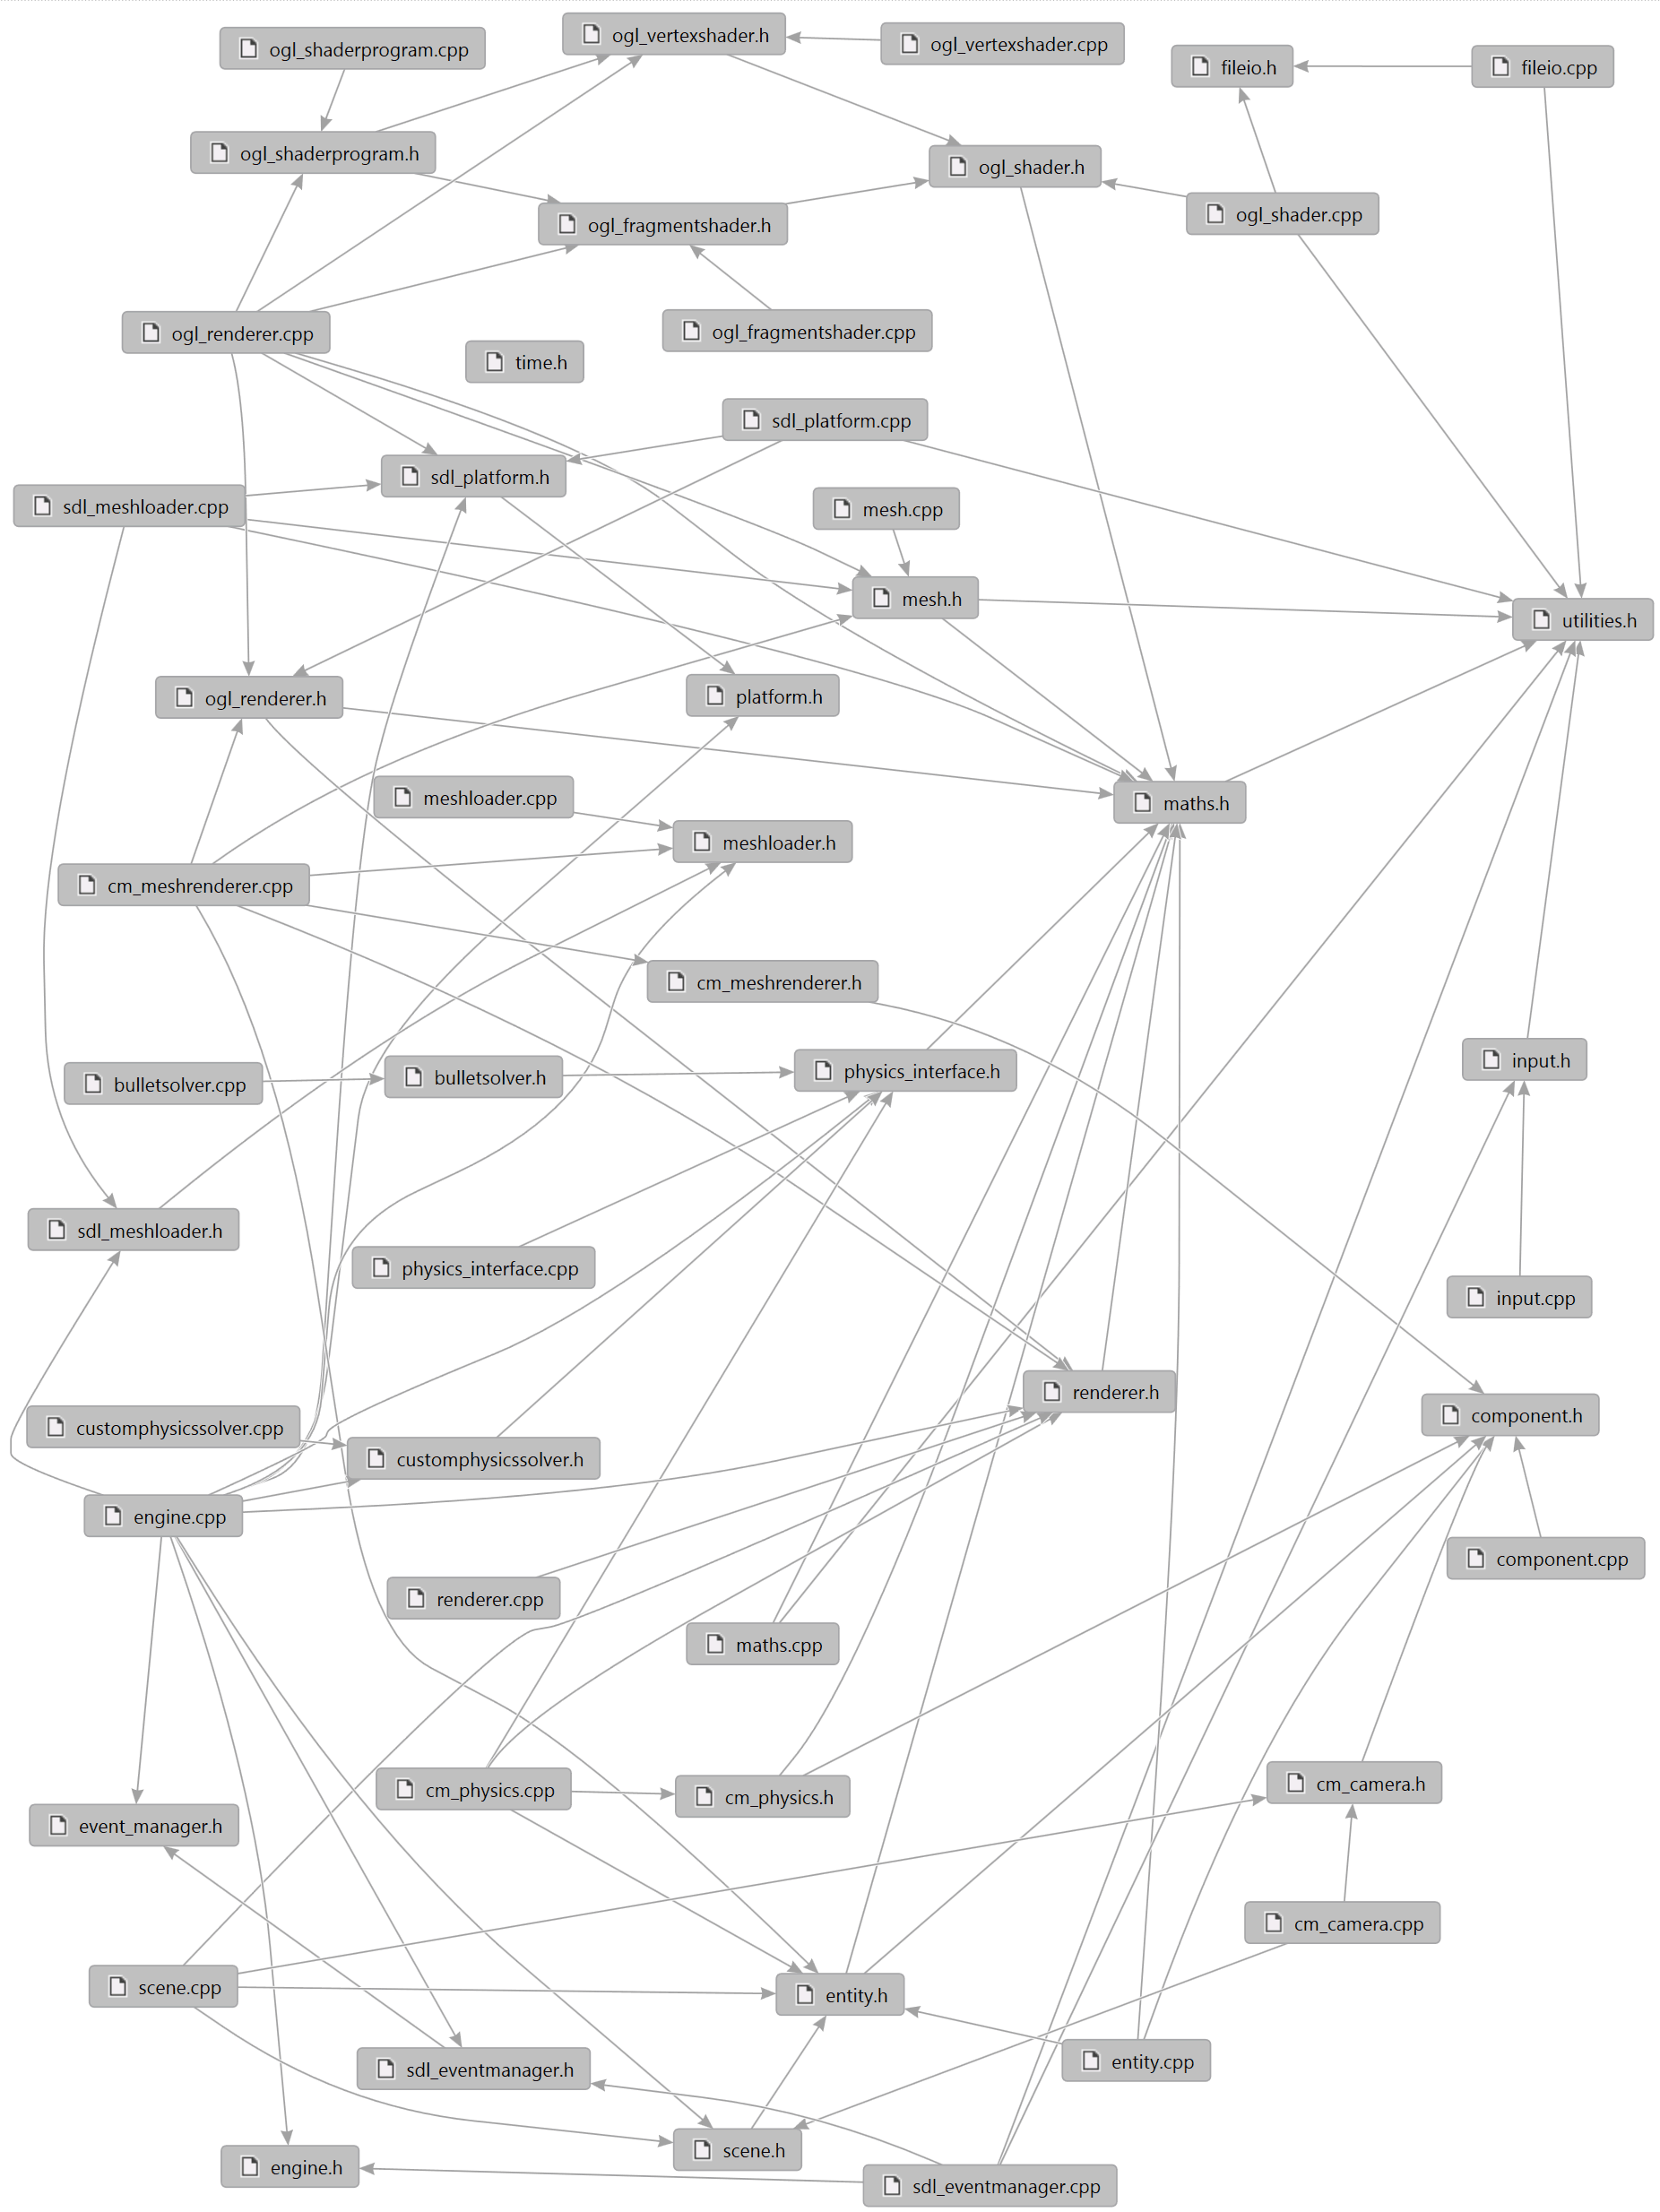 ogl_vertexshader.h
ogl_shaderprogram.cpp
ogl_vertexshader.cpp
fileio.h
fileio.cpp
ogl_shaderprogram.h
ogl_shader.h
ogl_shader.cpp
ogl_fragmentshader.h
ogl_renderer.cpp
ogl_fragmentshader.cpp
time.h
sdl_platform.cpp
sdl_platform.h
sdl_meshloader.cpp
mesh.cpp
mesh.h
utilities.h
ogl_renderer.h
platform.h
meshloader.cpp
maths.h
meshloader.h
cm_meshrenderer.cpp
cm_meshrenderer.h
input.h
physics_interface.h
bulletsolver.h
bulletsolver.cpp
sdl_meshloader.h
physics_interface.cpp
input.cpp
renderer.h
component.h
customphysicssolver.cpp
customphysicssolver.h
engine.cpp
component.cpp
renderer.cpp
maths.cpp
cm_camera.h
cm_physics.cpp
cm_physics.h
event_manager.h
cm_camera.cpp
scene.cpp
entity.h
entity.cpp
sdl_eventmanager.h
scene.h
engine.h
sdl_eventmanager.cpp